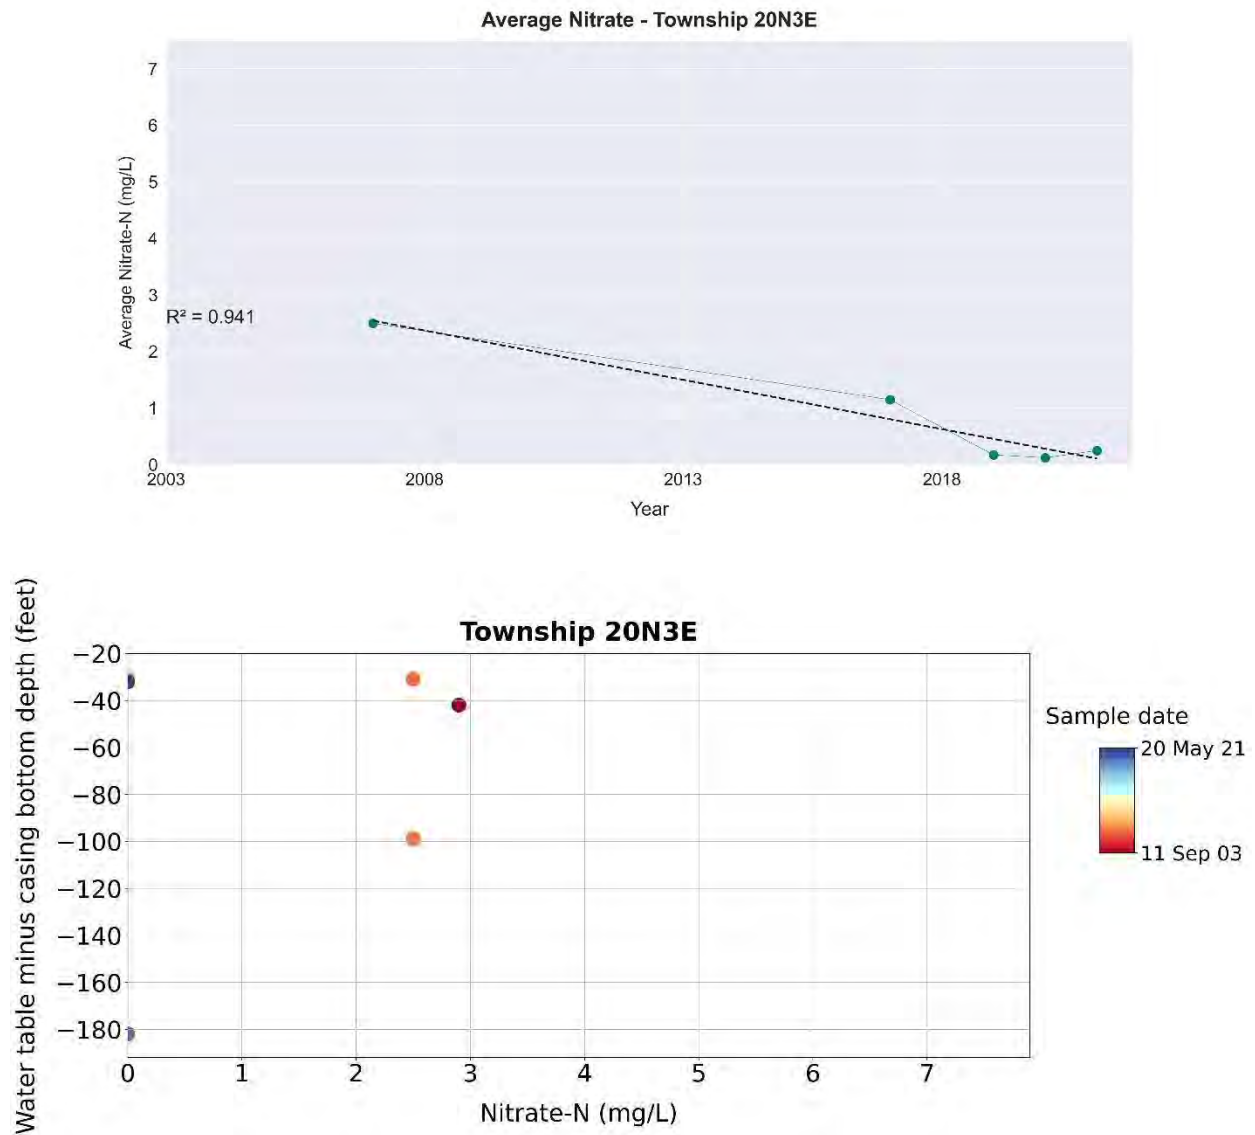 Average Nitrate - Township 20N3E
Average Nitrate-N (mg/L)
7
6
5
4
3
2
1
0
R² = 0.941
2003 2008 2013 2018
Year
Township 20N3E
Water table minus casing bottom depth (feet)
−20
−40
−60
−80
−100
−120
−140
−160
−180
0 1 2 3 4 5 6 7
Nitrate-N (mg/L)
Sample date
20 May 21
11 Sep 03